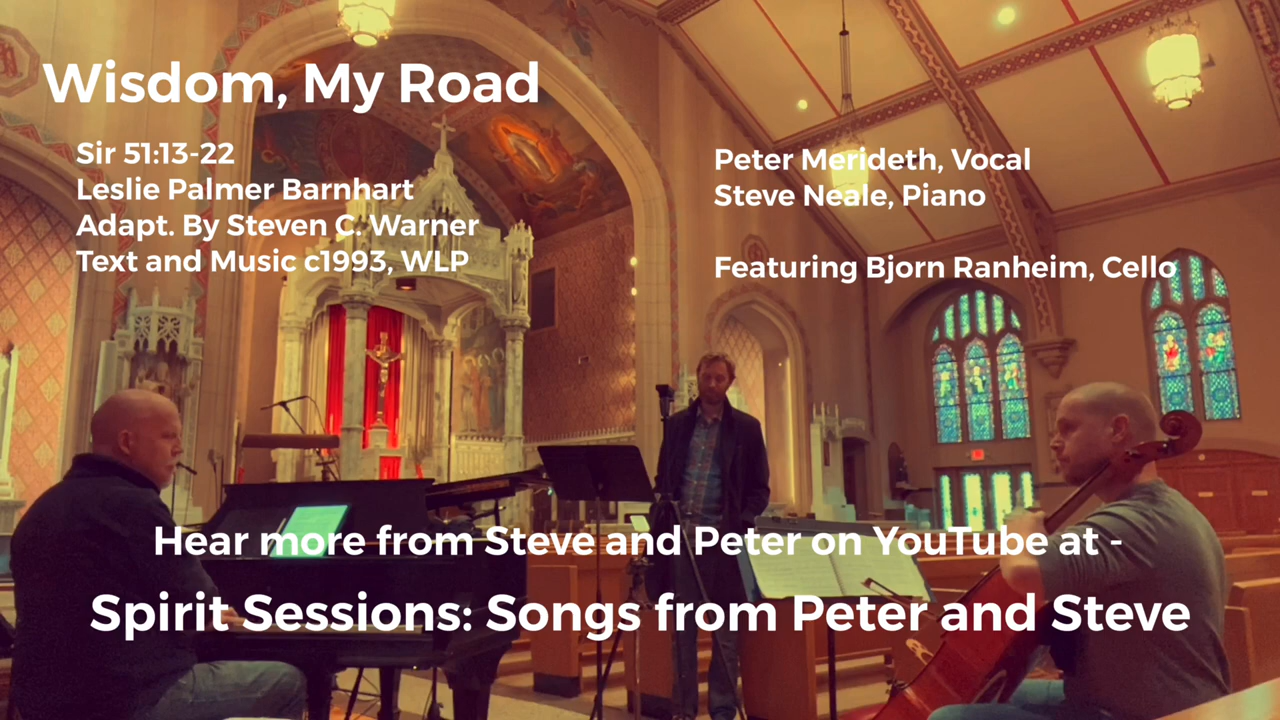 Wisdom, My Road
Sir 51:13-22
Leslie Palmer Barnhart
Adapt. By Steven C. Warner
Text and Music c1993, WLP
Peter Merideth, Vocal
Steve Neale, Piano
Featuring Bjorn Ranheim, Cello
Hear more from Steve and Peter on YouTube at -
Spirit Sessions: Songs from Peter and Steve